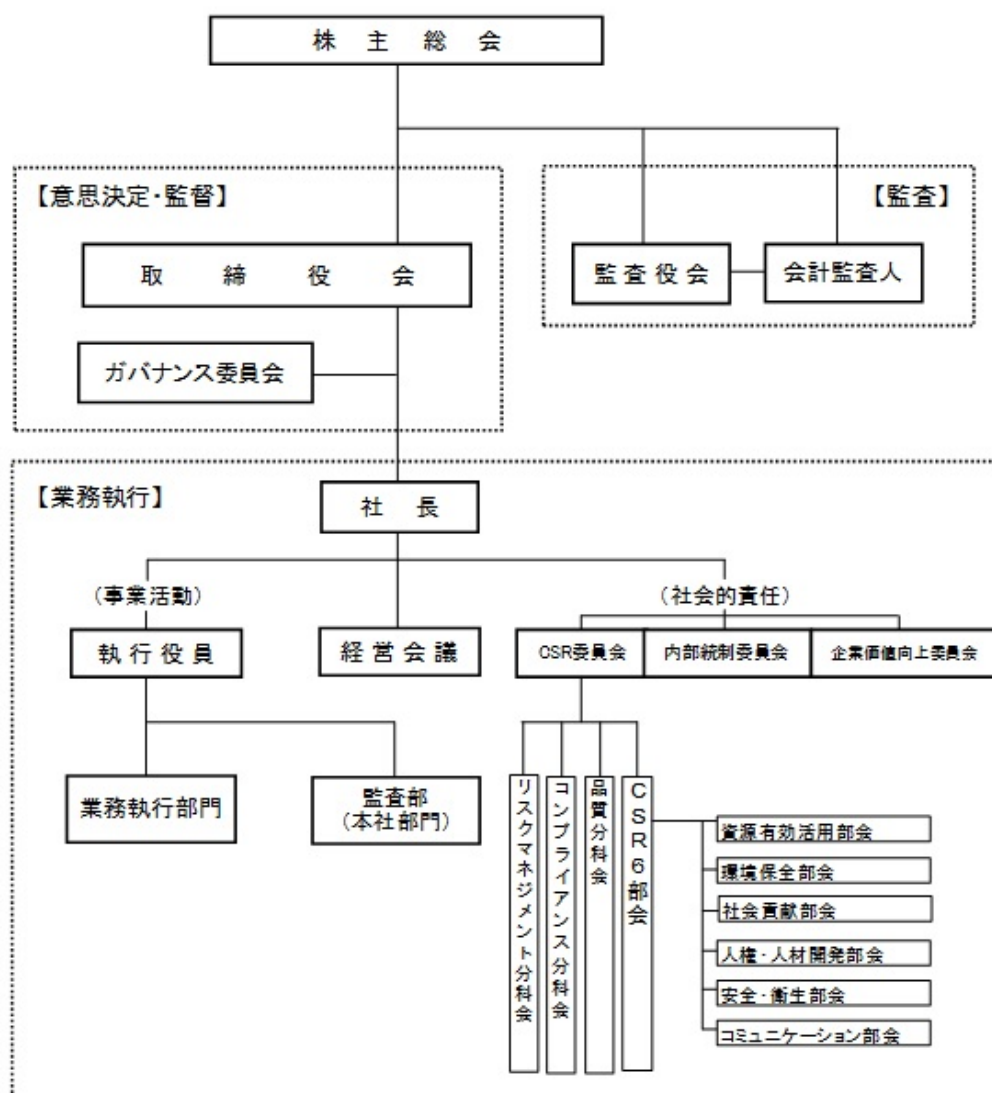 株主総会
【意思決定・監督】
【監査】
取締役会
監査役会
会計監査人
ガバナンス委員会
【業務執行】
社長
(事業活動)
(社会的責任)
執行役員
経営会議
CSR委員会
内部統制委員会
企業価値向上委員会
業務執行部門
監査部
(本社部門)
リスクマネジメント分科会
コンプライアンス分科会
品質分科会
CSR6部会
資源有効活用部会
環境保全部会
社会貢献部会
人権・人材開発部会
安全・衛生部会
コミュニケーション部会